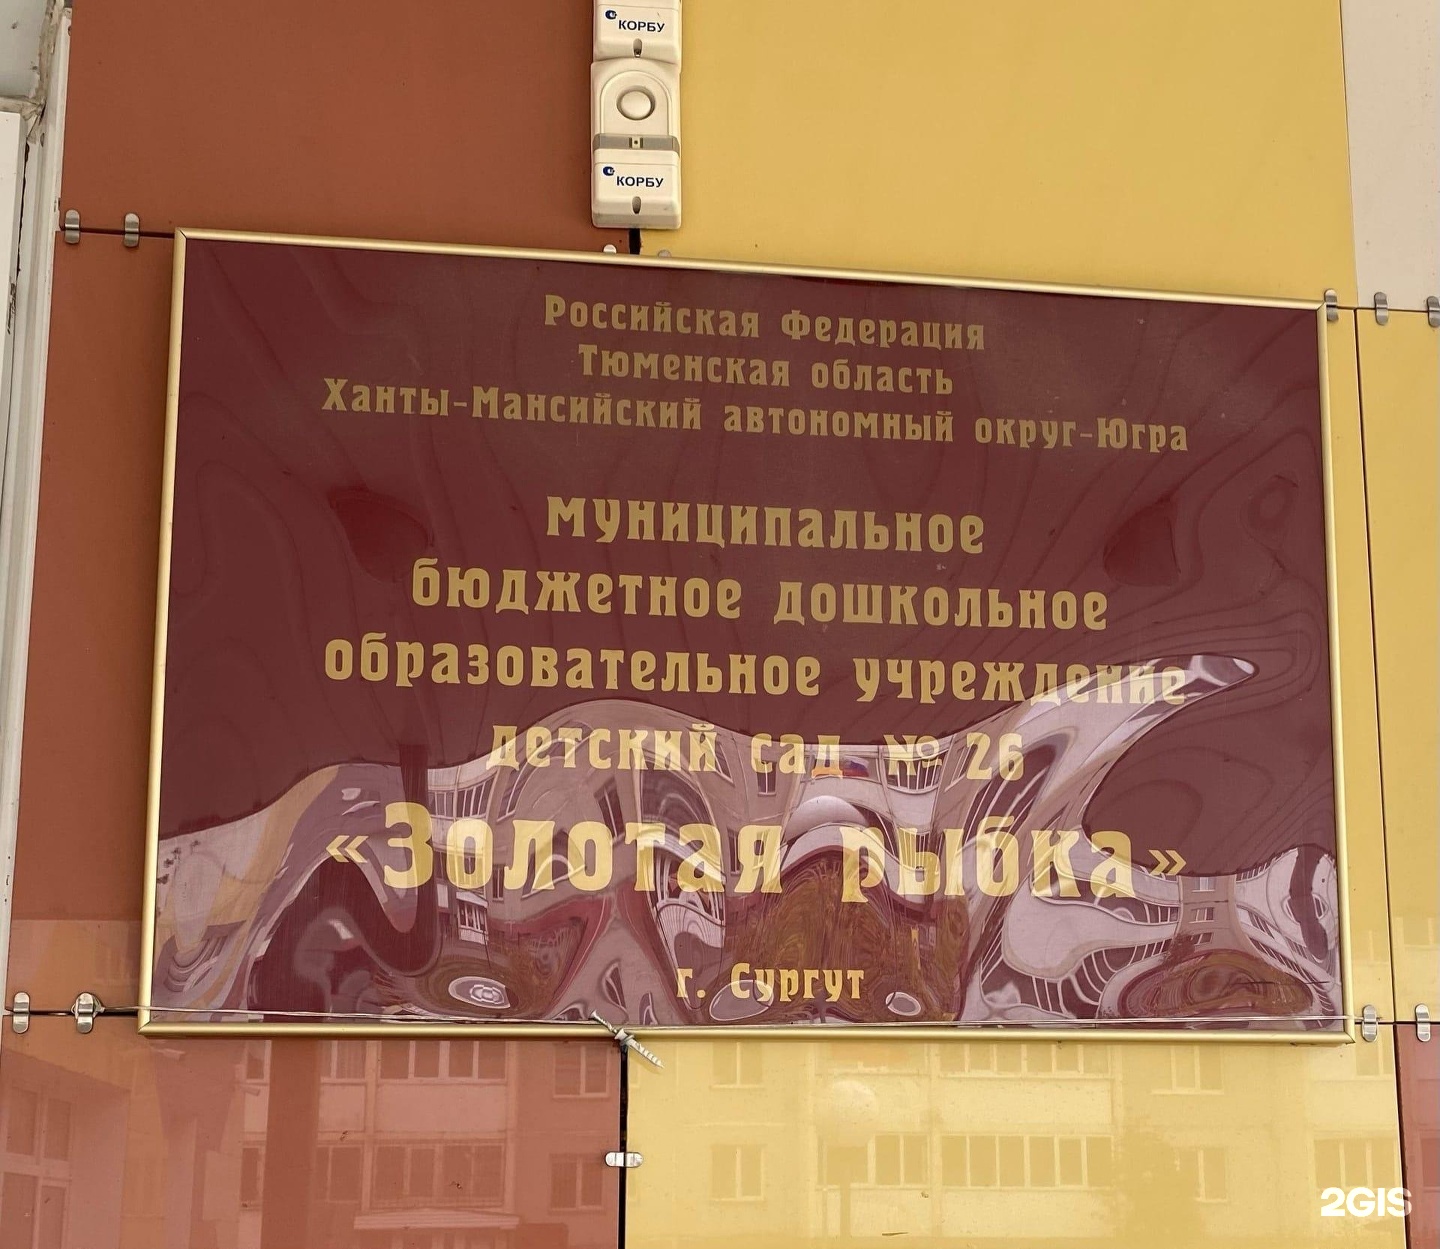 КОРБУ
КОРБУ
Российская Федерация
Тюменская область
Ханты-Мансийский автономный округ-Югра
муниципальное
бюджетное дошкольное
образовательное учреждение
детский сад № 26
«Золотая рыбка»
г. Сургут
2GIS